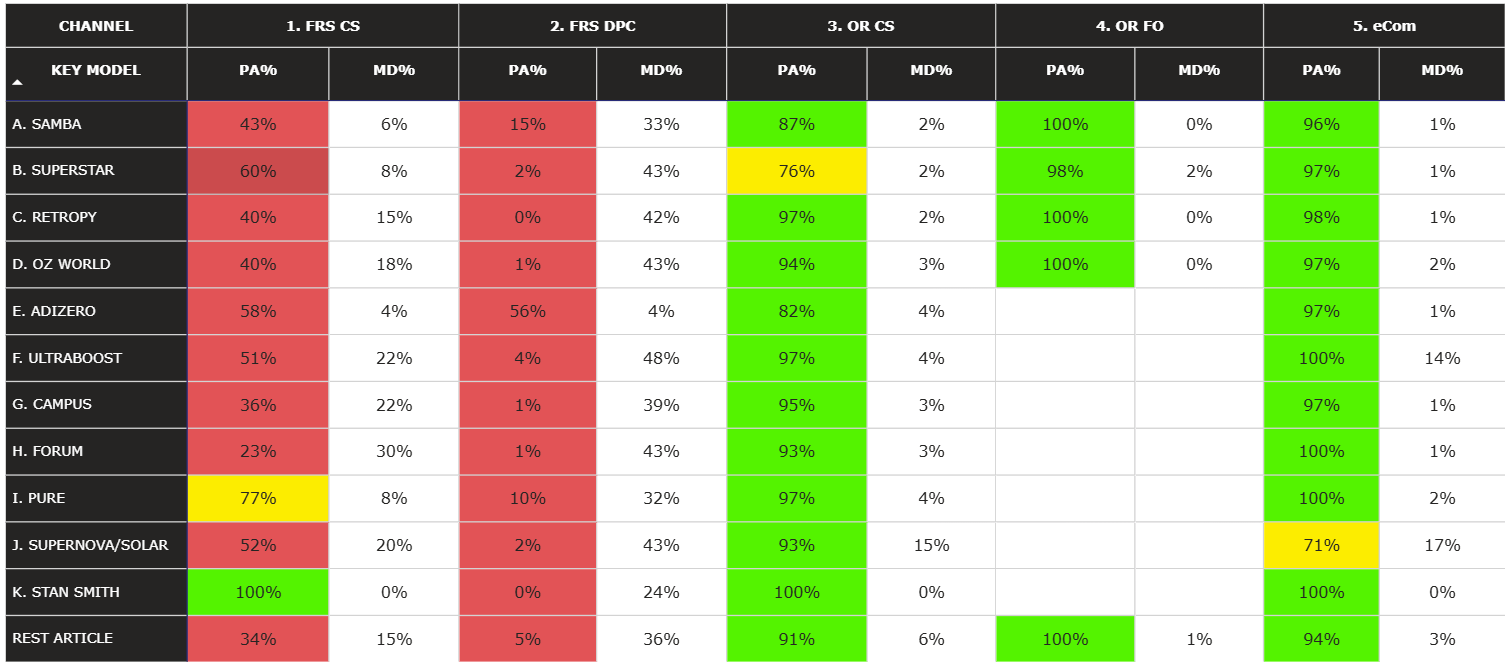 CHANNEL 1. FRS CS 2. FRS DPC 3. OR CS 4. OR FO 5. eCom
KEY MODEL PA% MD% PA% MD% PA% MD% PA% MD% PA% MD%
A. SAMBA 43% 6% 15% 33% 87% 2% 100% 0% 96% 1%
B. SUPERSTAR 60% 8% 2% 43% 76% 2% 98% 2% 97% 1%
C. RETROPY 40% 15% 0% 42% 97% 2% 100% 0% 98% 1%
D. OZ WORLD 40% 18% 1% 43% 94% 3% 100% 0% 97% 2%
E. ADIZERO 58% 4% 56% 4% 82% 4% 97% 1%
F. ULTRABOOST 51% 22% 4% 48% 97% 4% 100% 14%
G. CAMPUS 36% 22% 1% 39% 95% 3% 97% 1%
H. FORUM 23% 30% 1% 43% 93% 3% 100% 1%
I. PURE 77% 8% 10% 32% 97% 4% 100% 2%
J. SUPERNOVA/SOLAR 52% 20% 2% 43% 93% 15% 71% 17%
K. STAN SMITH 100% 0% 0% 24% 100% 0% 100% 0%
REST ARTICLE 34% 15% 5% 36% 91% 6% 100% 1% 94% 3%